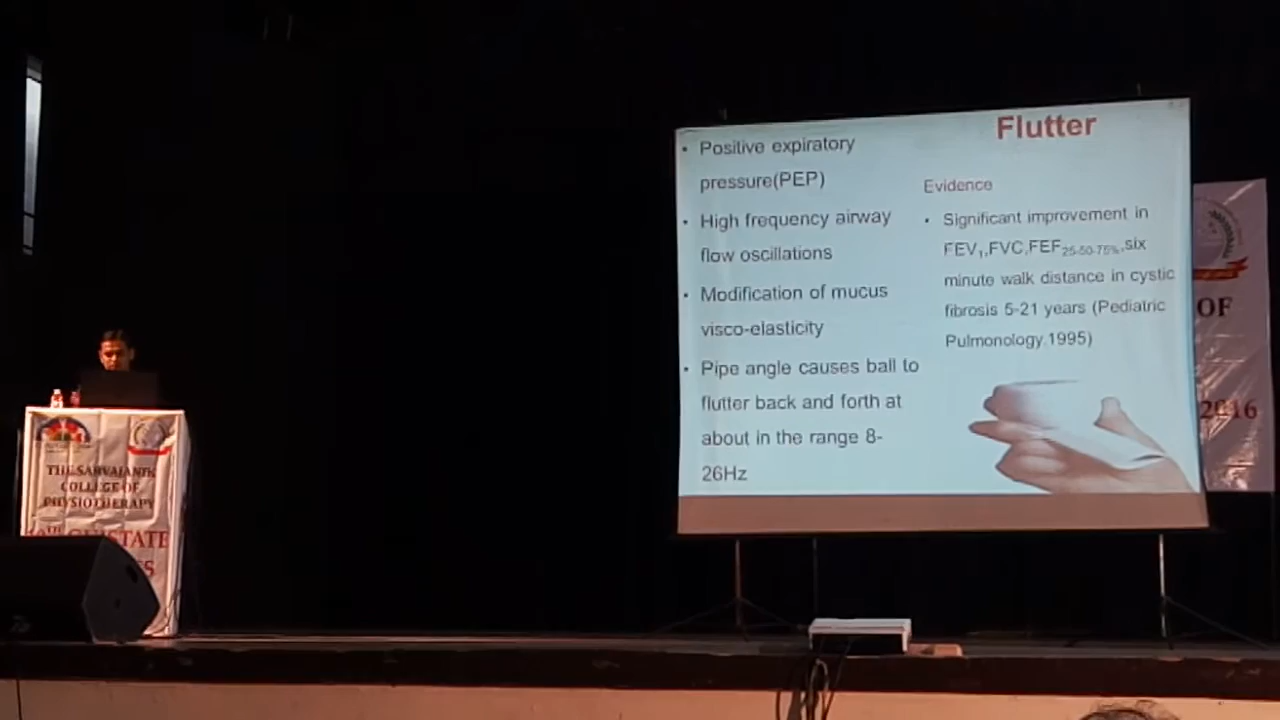 Flutter
• Positive expiratory
pressure(PEP)
• High frequency airway
flow oscillations
• Modification of mucus
visco-elasticity
• Pipe angle causes ball to
flutter back and forth at
about in the range 8-
26Hz
Evidence
• Significant improvement in
FEV1,FVC,FEF25-50-75%,six
minute walk distance in cystic
fibrosis 5-21 years (Pediatric
Pulmonology.1995)
THE SARVAJANIK
COLLEGE OF
PHYSIOTHERAPY
STATE
OF
2016